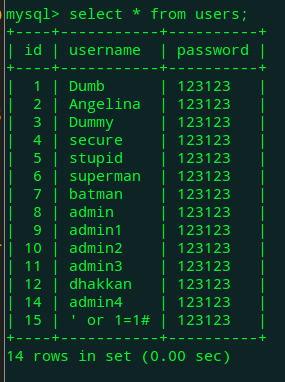 mysql> select * from users;
+----+-----------+----------+
| id | username  | password |
+----+-----------+----------+
|  1 | Dumb      | 123123   |
|  2 | Angelina  | 123123   |
|  3 | Dummy     | 123123   |
|  4 | secure    | 123123   |
|  5 | stupid    | 123123   |
|  6 | superman  | 123123   |
|  7 | batman    | 123123   |
|  8 | admin     | 123123   |
|  9 | admin1    | 123123   |
| 10 | admin2    | 123123   |
| 11 | admin3    | 123123   |
| 12 | dhakkan   | 123123   |
| 14 | admin4    | 123123   |
| 15 | ' or 1=1# | 123123   |
+----+-----------+----------+
14 rows in set (0.00 sec)